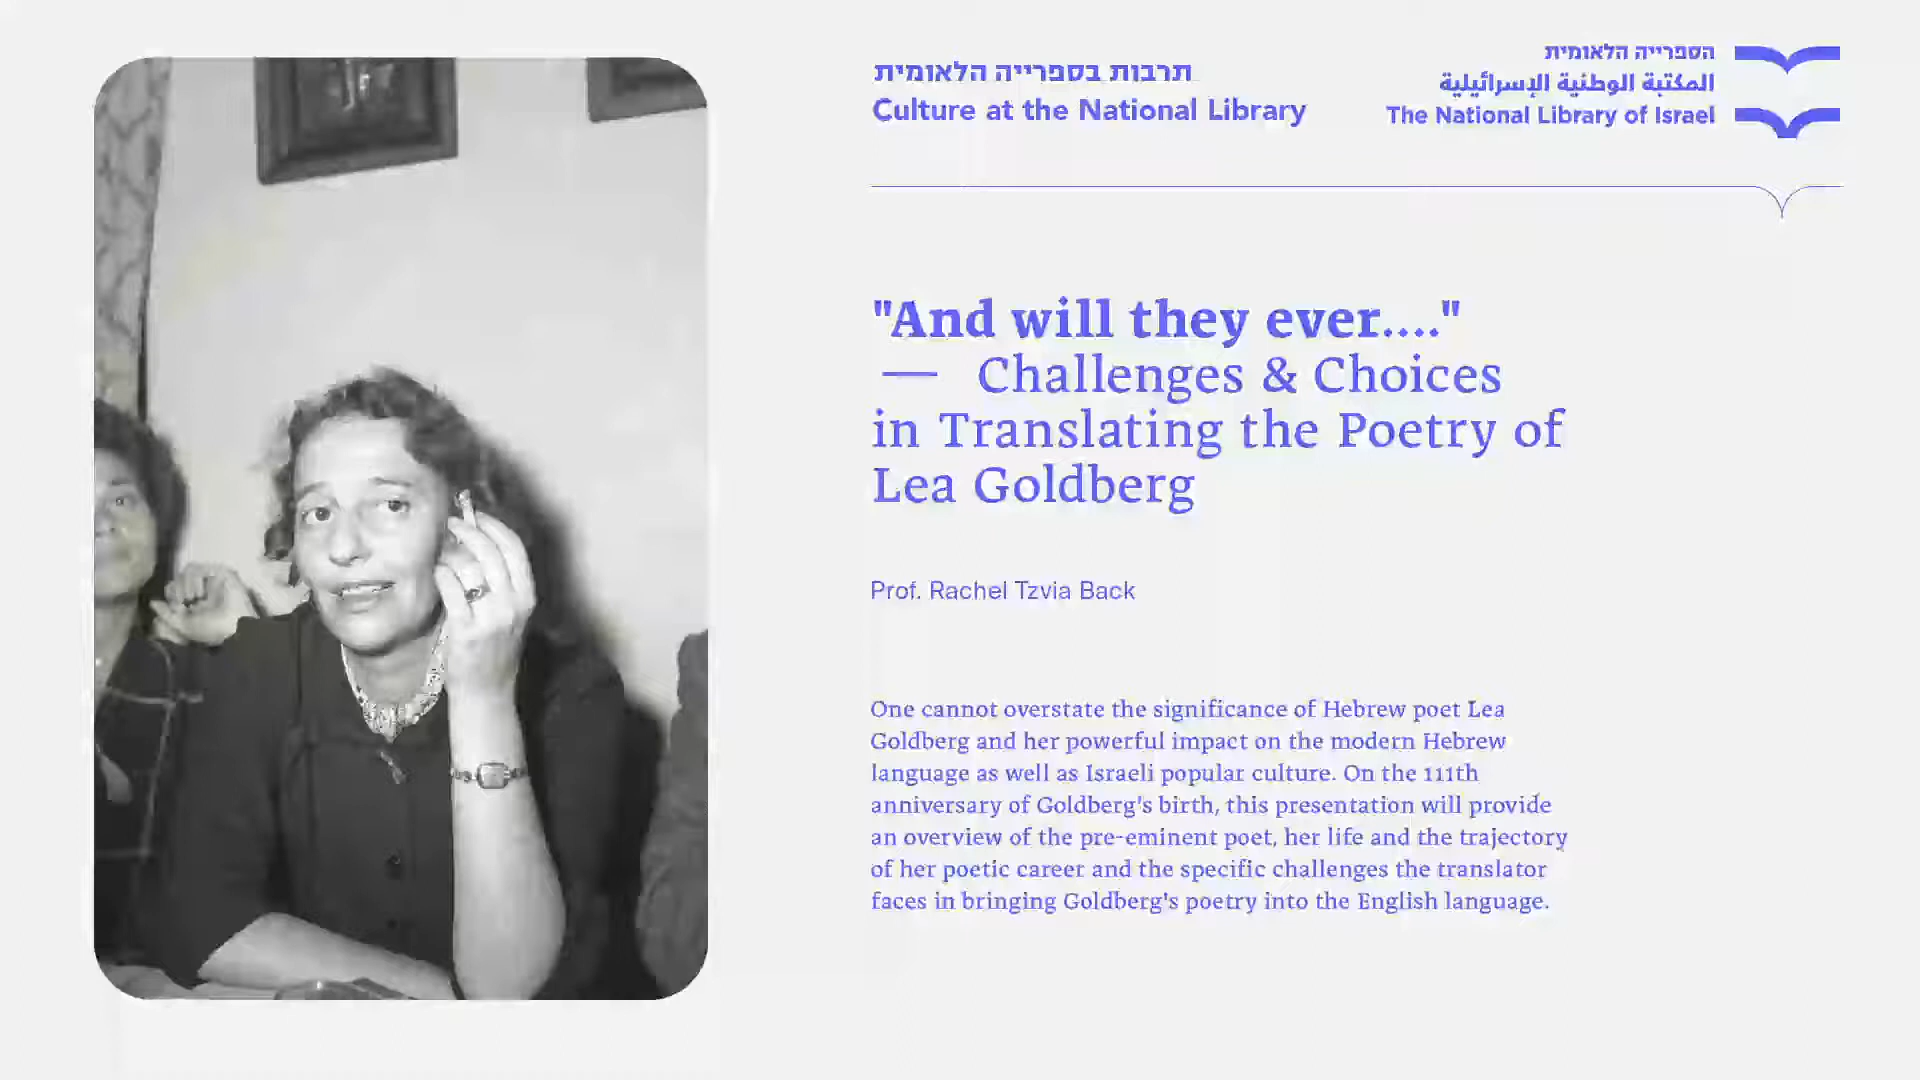 תרבות בספרייה הלאומית
Culture at the National Library
הספרייה הלאומית
المكتبة الوطنية الإسرائيلية
The National Library of Israel
"And will they ever...."
— Challenges & Choices
in Translating the Poetry of
Lea Goldberg
Prof. Rachel Tzvia Back
One cannot overstate the significance of Hebrew poet Lea
Goldberg and her powerful impact on the modern Hebrew
language as well as Israeli popular culture. On the 111th
anniversary of Goldberg's birth, this presentation will provide
an overview of the pre-eminent poet, her life and the trajectory
of her poetic career and the specific challenges the translator
faces in bringing Goldberg's poetry into the English language.